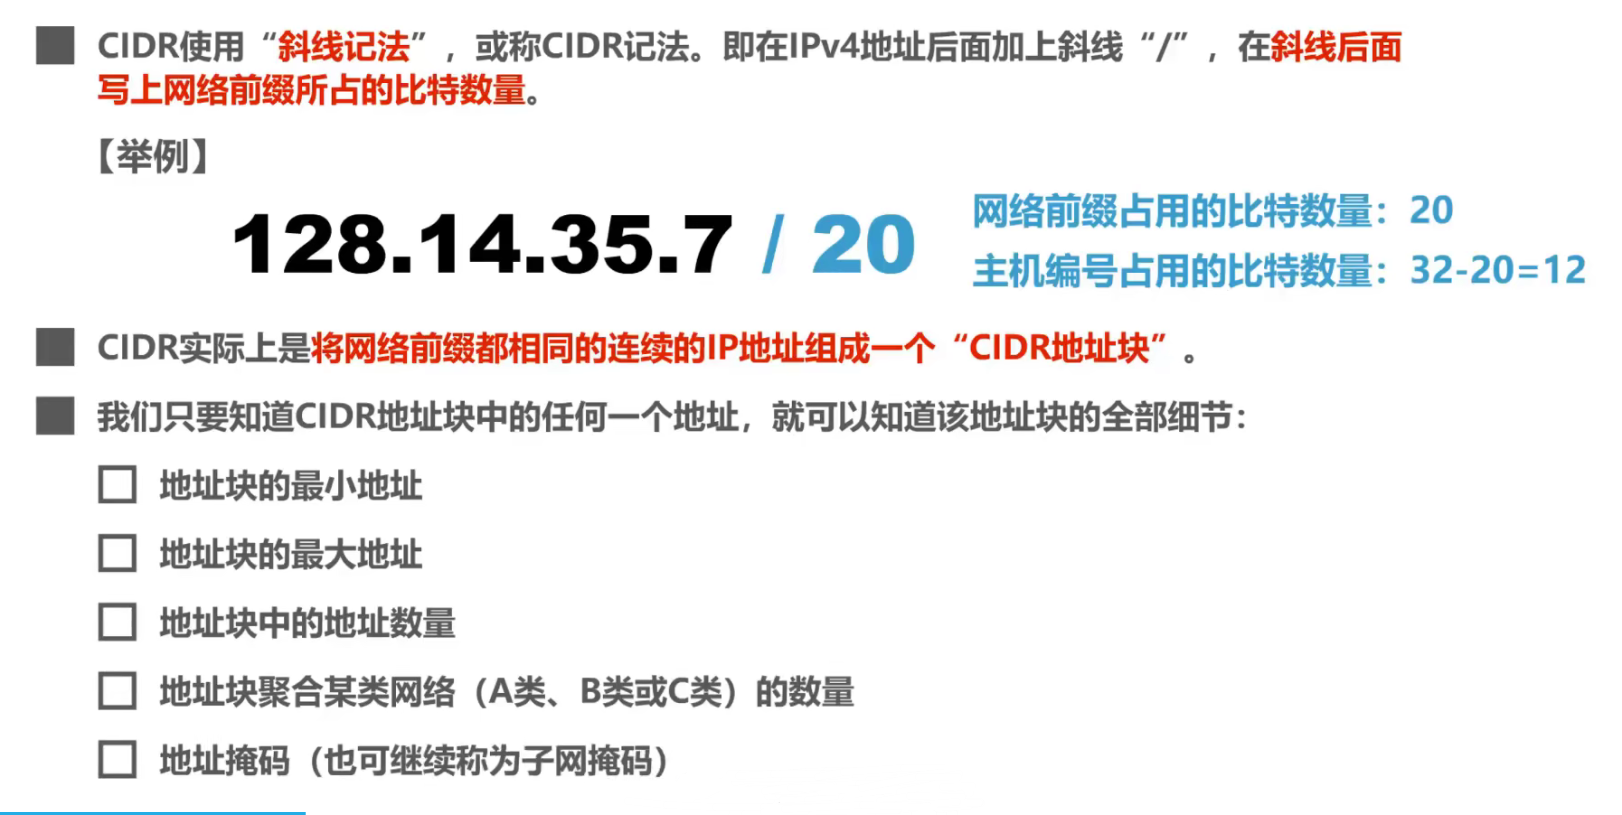 CIDR使用“斜线记法”，或称CIDR记法。即在IPv4地址后面加上斜线“/”，在斜线后面
写上网络前缀所占的比特数量。
【举例】
128.14.35.7 / 20
网络前缀占用的比特数量：20
主机编号占用的比特数量：32-20=12
CIDR实际上是将网络前缀都相同的连续的IP地址组成一个“CIDR地址块”。
我们只要知道CIDR地址块中的任何一个地址，就可以知道该地址块的全部细节：
地址块的最小地址
地址块的最大地址
地址块中的地址数量
地址块聚合某类网络（A类、B类或C类）的数量
地址掩码（也可继续称为子网掩码）